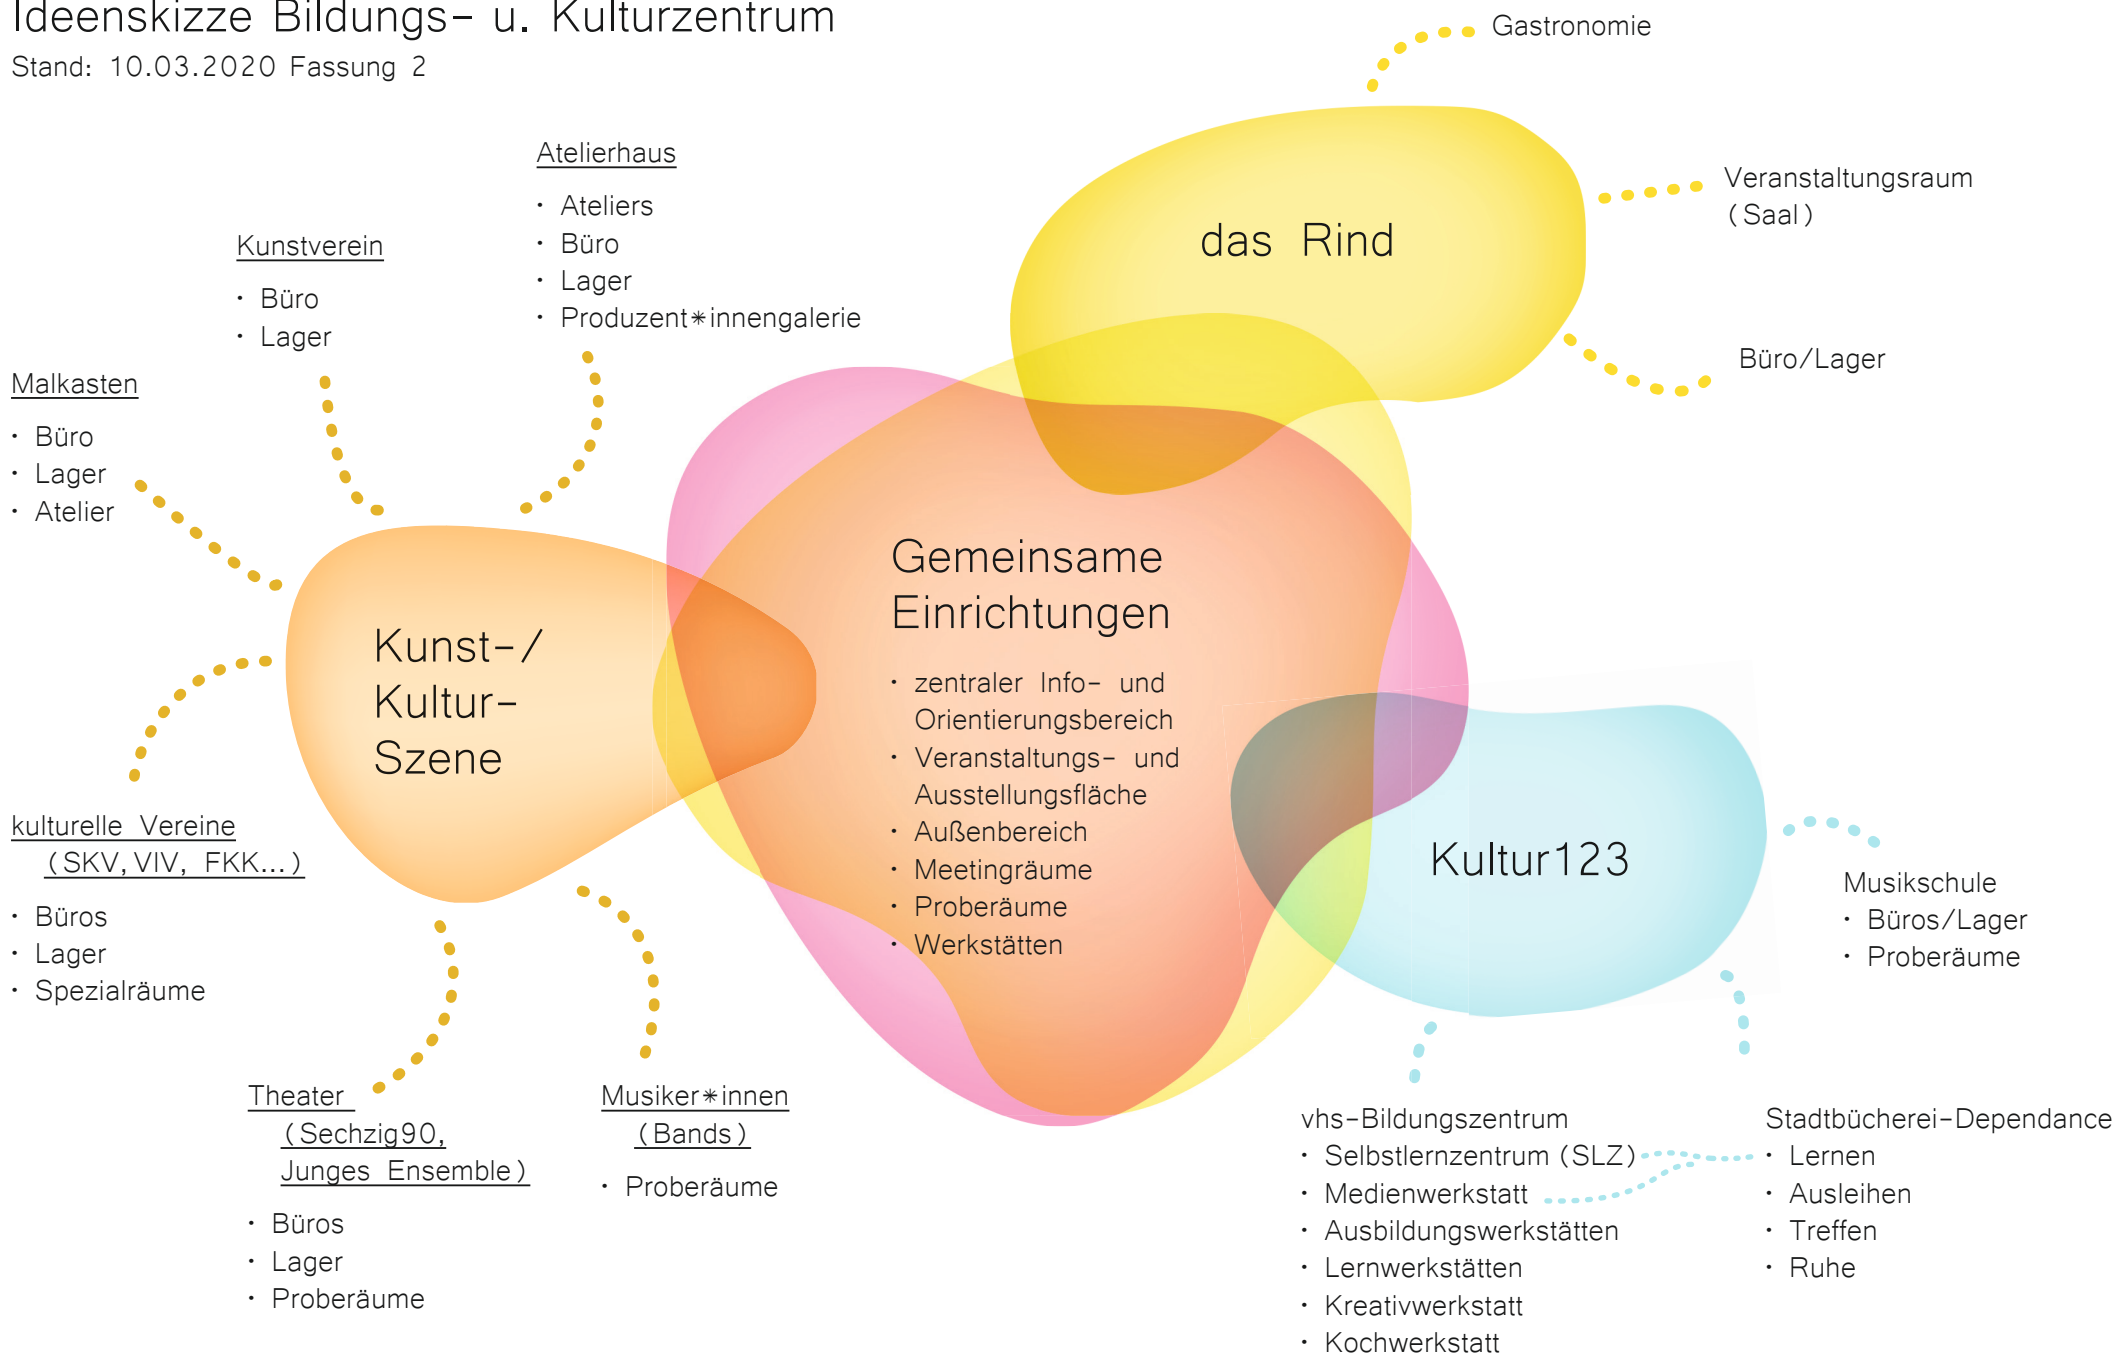 Ideenskizze Bildungs- u. Kulturzentrum
Stand: 10.03.2020 Fassung 2
Gastronomie
Veranstaltungsraum
(Saal)
Büro/Lager
das Rind
Atelierhaus
· Ateliers
· Büro
· Lager
· Produzent*innengalerie
Kunstverein
· Büro
· Lager
Malkasten
· Büro
· Lager
· Atelier
Kunst-/
Kultur-
Szene
Gemeinsame
Einrichtungen
· zentraler Info- und
Orientierungsbereich
· Veranstaltungs- und
Ausstellungsfläche
· Außenbereich
· Meetingräume
· Proberäume
· Werkstätten
Kultur123
kulturelle Vereine
(SKV,VIV, FKK...)
· Büros
· Lager
· Spezialräume
Theater
(Sechzig90,
Junges Ensemble)
· Büros
· Lager
· Proberäume
Musiker*innen
(Bands)
· Proberäume
Musikschule
· Büros/Lager
· Proberäume
vhs-Bildungszentrum
· Selbstlernzentrum (SLZ)
· Medienwerkstatt
· Ausbildungswerkstätten
· Lernwerkstätten
· Kreativwerkstatt
· Kochwerkstatt
Stadtbücherei-Dependance
· Lernen
· Ausleihen
· Treffen
· Ruhe